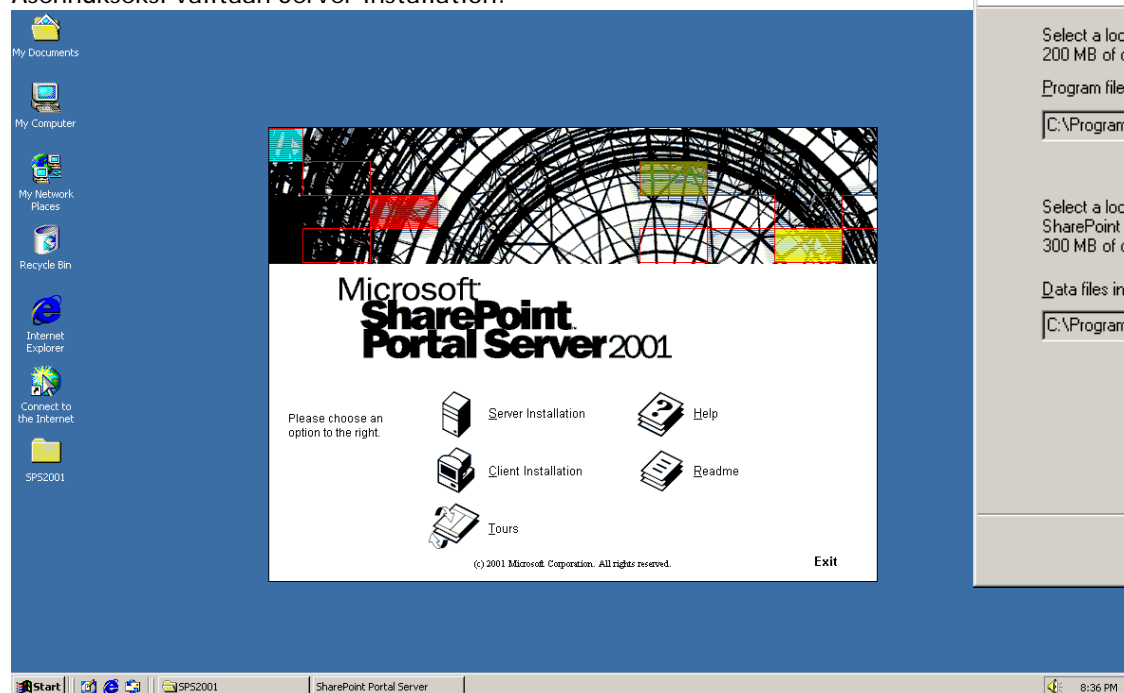 Asennukseksi valitaan Server Installation.
My Documents
My Computer
My Network
Places
Recycle Bin
Internet
Explorer
Connect to
the Internet
SPS2001
Microsoft
SharePoint
Portal Server 2001
Please choose an
option to the right.
Server Installation
Help
Client Installation
Readme
Tours
(c) 2001 Microsoft Corporation. All rights reserved.
Exit
Select a loc
200 MB of
Program file
C:\Program
Select a loc
SharePoint
300 MB of
Data files in
C:\Program
Start
SPS2001
SharePoint Portal Server
8:36 PM